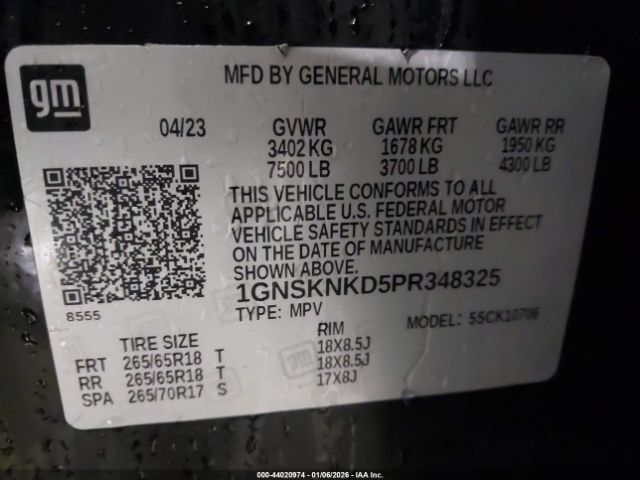 gm
MFD BY GENERAL MOTORS LLC
04/23 GVWR GAWR FRT GAWR RR
3402 KG 1678 KG 1950 KG
7500 LB 3700 LB 4300 LB
THIS VEHICLE CONFORMS TO ALL
APPLICABLE U.S. FEDERAL MOTOR
VEHICLE SAFETY STANDARDS IN EFFECT
ON THE DATE OF MANUFACTURE
SHOWN ABOVE.
1GNSKNKD5PR348325
8555 TYPE: MPV MODEL: 55CK10706
TIRE SIZE RIM
FRT 265/65R18 T 18X8.5J
RR 265/65R18 T 18X8.5J
SPA 265/70R17 S 17X8J
gm
000-44020974 | 01/06/2026 | IAA Inc.